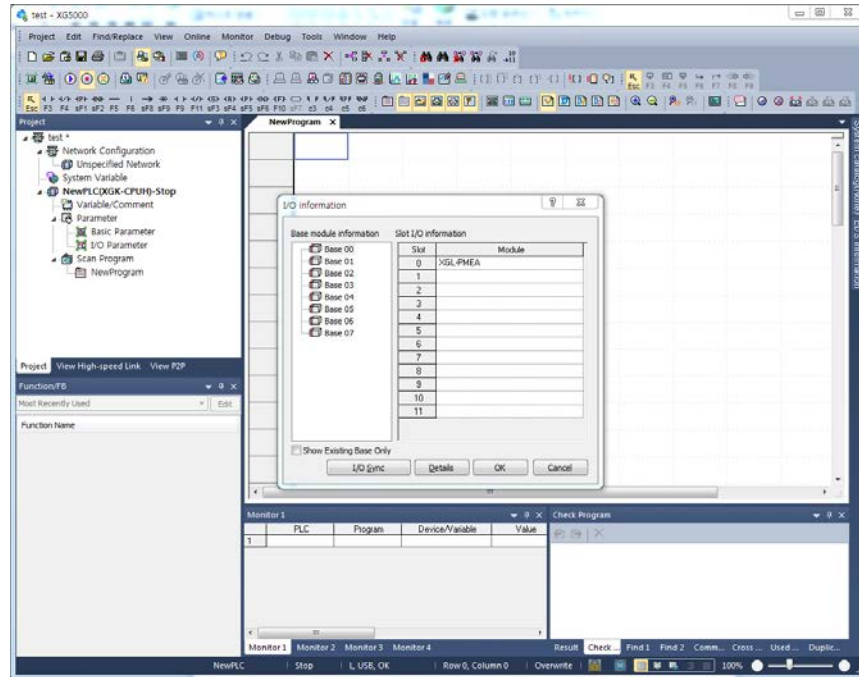 test - XG5000
Project Edit Find/Replace View Online Monitor Debug Tools Window Help
Project
NewProgram
test *
Network Configuration
Unspecified Network
System Variable
NewPLC(XGK-CPUH)-Stop
Variable/Comment
Parameter
Basic Parameter
I/O Parameter
Scan Program
NewProgram
Project View High-speed Link View P2P
Function/FB
Most Recently Used Edit
Function Name
I/O Information
Base module information Slot I/O information
Base 00
Base 01
Base 02
Base 03
Base 04
Base 05
Base 06
Base 07
Slot Module
0 XGL-PMEA
1
2
3
4
5
6
7
8
9
10
11
Show Existing Base Only
I/O Sync Details OK Cancel
Monitor 1
PLC Program Device/Variable Value
1
Monitor 1 Monitor 2 Monitor 3 Monitor 4
Check Program
Result Check ... Find 1 Find 2 Comm... Cross ... Used ... Duplic...
NewPLC Stop L, USB, OK Row 0, Column 0 Overwrite 100%